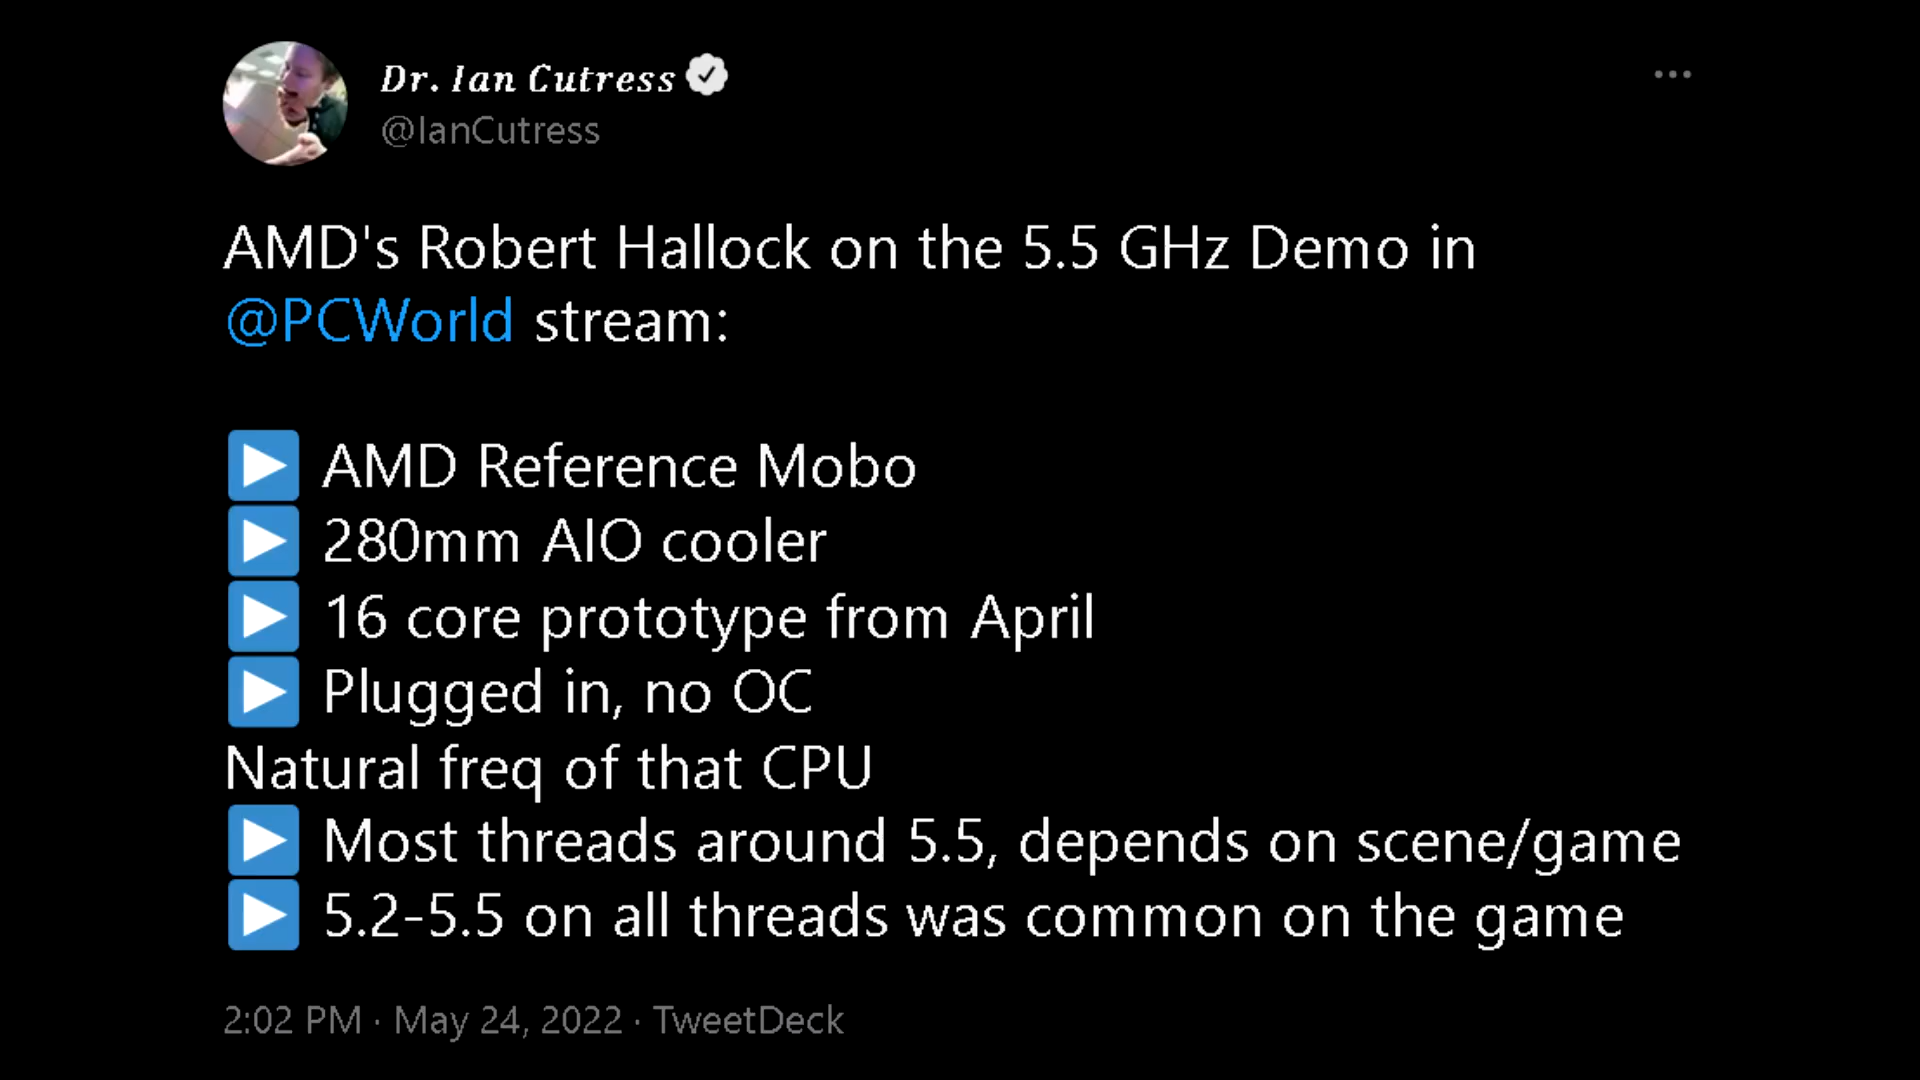 Dr. Ian Cutress
@IanCutress
AMD's Robert Hallock on the 5.5 GHz Demo in
@PCWorld stream:
▶ AMD Reference Mobo
▶ 280mm AIO cooler
▶ 16 core prototype from April
▶ Plugged in, no OC
Natural freq of that CPU
▶ Most threads around 5.5, depends on scene/game
▶ 5.2-5.5 on all threads was common on the game
2:02 PM · May 24, 2022 · TweetDeck